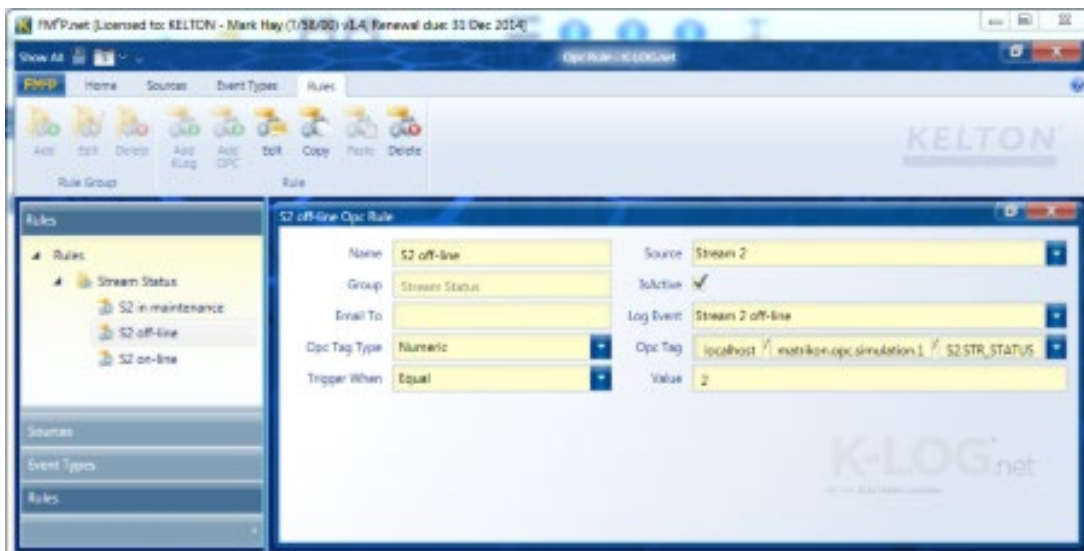 FMFP.net [Licensed to: KELTON - Mark Hay (T/58/00) v1.4, Renewal due: 31 Dec 2014]
Show All
Opc Rule - K-LOG.net
FMFP Home Sources Event Types Rules
Add Edit Delete Add KLog Add OPC Edit Copy Paste Delete
Rule Group Rule
KELTON
Rules
Rules
Stream Status
S2 in maintenance
S2 off-line
S2 on-line
Sources
Event Types
Rules
S2 off-line Opc Rule
Name S2 off-line Source Stream 2
Group Stream Status IsActive
Email To Log Event Stream 2 off-line
Opc Tag Type Numeric Opc Tag localhost / matrikon.opc.simulation.1 / S2.STR_STATUS
Trigger When Equal Value 2
K-LOG.net